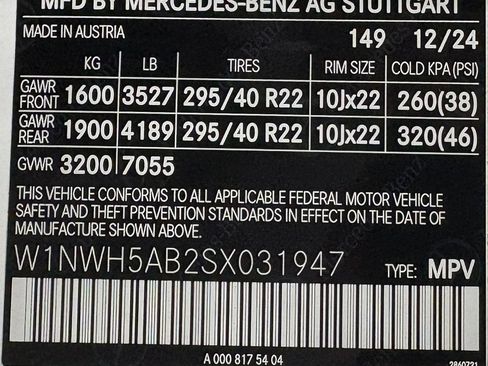 MFD BY MERCEDES-BENZ AG STUTTGART
MADE IN AUSTRIA 149 12/24
KG LB TIRES RIM SIZE COLD KPA(PSI)
GAWR FRONT 1600 3527 295/40 R22 10Jx22 260(38)
GAWR REAR 1900 4189 295/40 R22 10Jx22 320(46)
GVWR 3200 7055
THIS VEHICLE CONFORMS TO ALL APPLICABLE FEDERAL MOTOR VEHICLE
SAFETY AND THEFT PREVENTION STANDARDS IN EFFECT ON THE DATE OF
MANUFACTURE SHOWN ABOVE.
W1NWH5AB2SX031947 TYPE: MPV
A 000 817 54 04
2860721